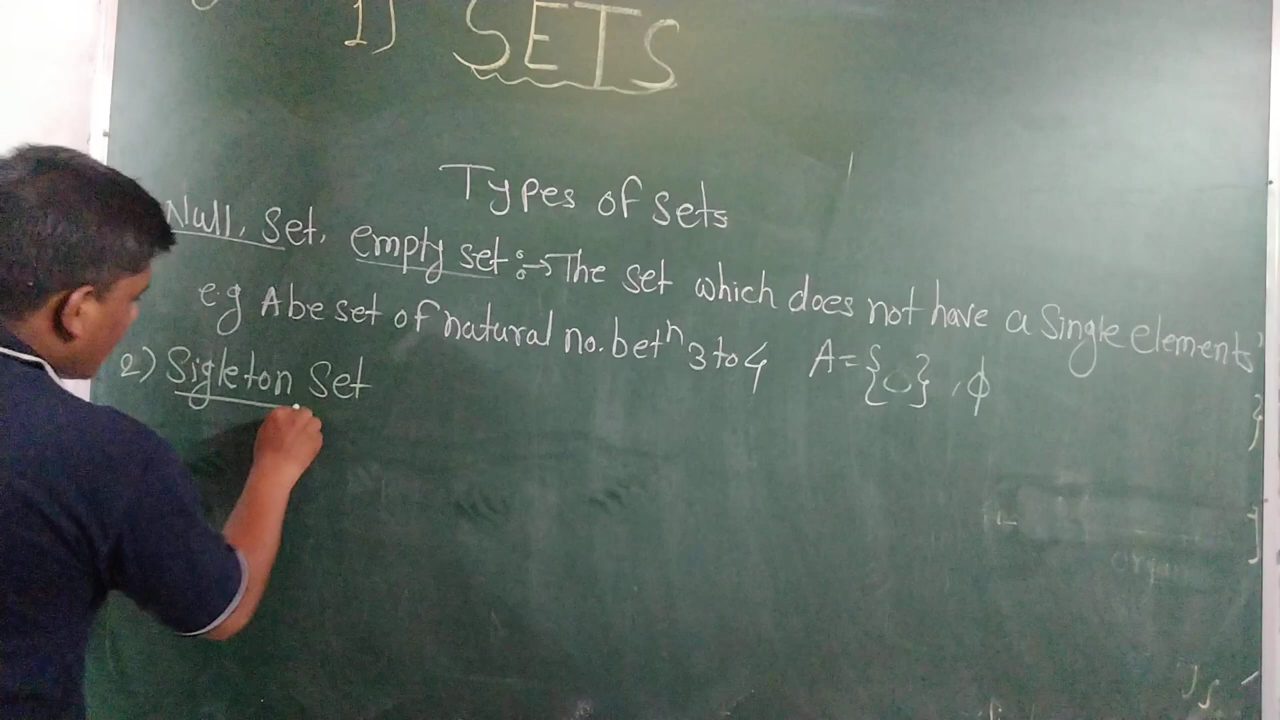 1) SETS
Types of Sets
Null, Set, empty set :→ The set which does not have a Single elements
e.g A be set of natural no. betn 3 to 4 A = { }, ϕ
2) Sigleton Set